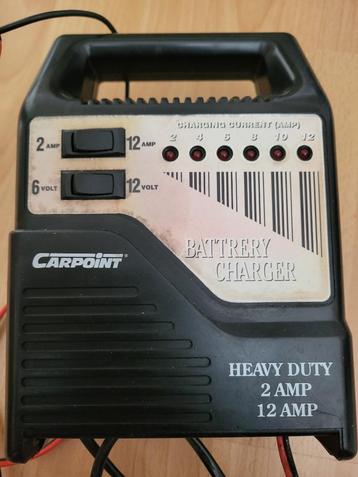 CHARGING CURRENT (AMP)
2 4 6 8 10 12
2 AMP 12 AMP
6 VOLT 12 VOLT
BATTRERY
CHARGER
CARPOINT®
HEAVY DUTY
2 AMP
12 AMP